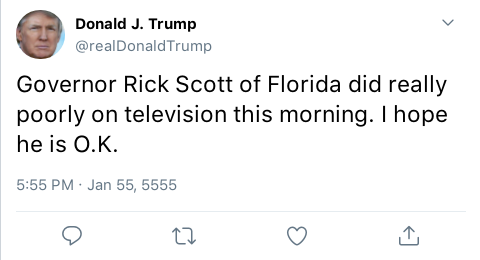 Donald J. Trump
@realDonaldTrump
Governor Rick Scott of Florida did really
poorly on television this morning. I hope
he is O.K.
5:55 PM · Jan 55, 5555